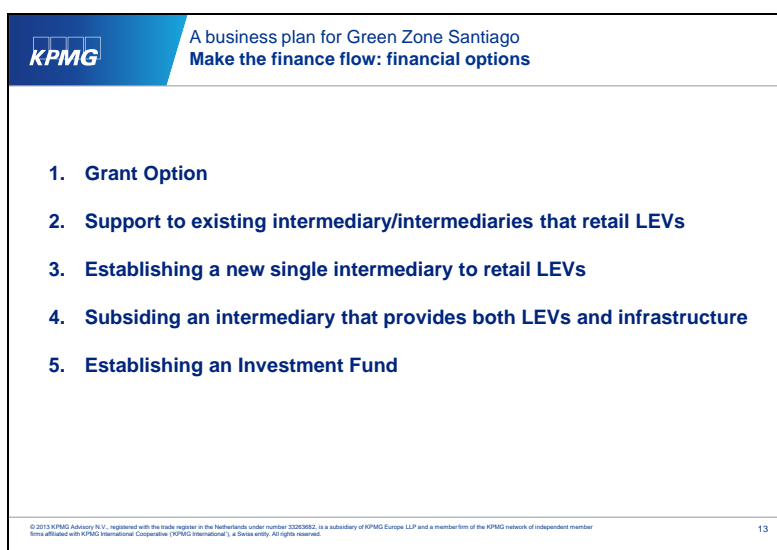 KPMG
A business plan for Green Zone Santiago
Make the finance flow: financial options
1. Grant Option
2. Support to existing intermediary/intermediaries that retail LEVs
3. Establishing a new single intermediary to retail LEVs
4. Subsiding an intermediary that provides both LEVs and infrastructure
5. Establishing an Investment Fund
© 2013 KPMG Advisory N.V., registered with the trade register in the Netherlands under number 33263682, is a subsidiary of KPMG Europe LLP and a member firm of the KPMG network of independent member
firms affiliated with KPMG International Cooperative ('KPMG International'), a Swiss entity. All rights reserved.
13